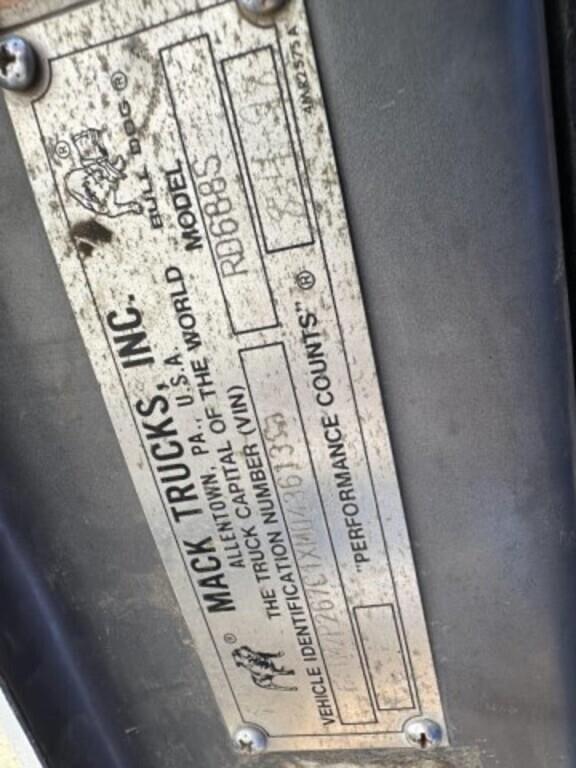 MACK TRUCKS, INC.
ALLENTOWN, PA., U.S.A.
THE TRUCK CAPITAL OF THE WORLD
® BULL DOG ®
VEHICLE IDENTIFICATION NUMBER (VIN)
MODEL
RD688S
"PERFORMANCE COUNTS" ®